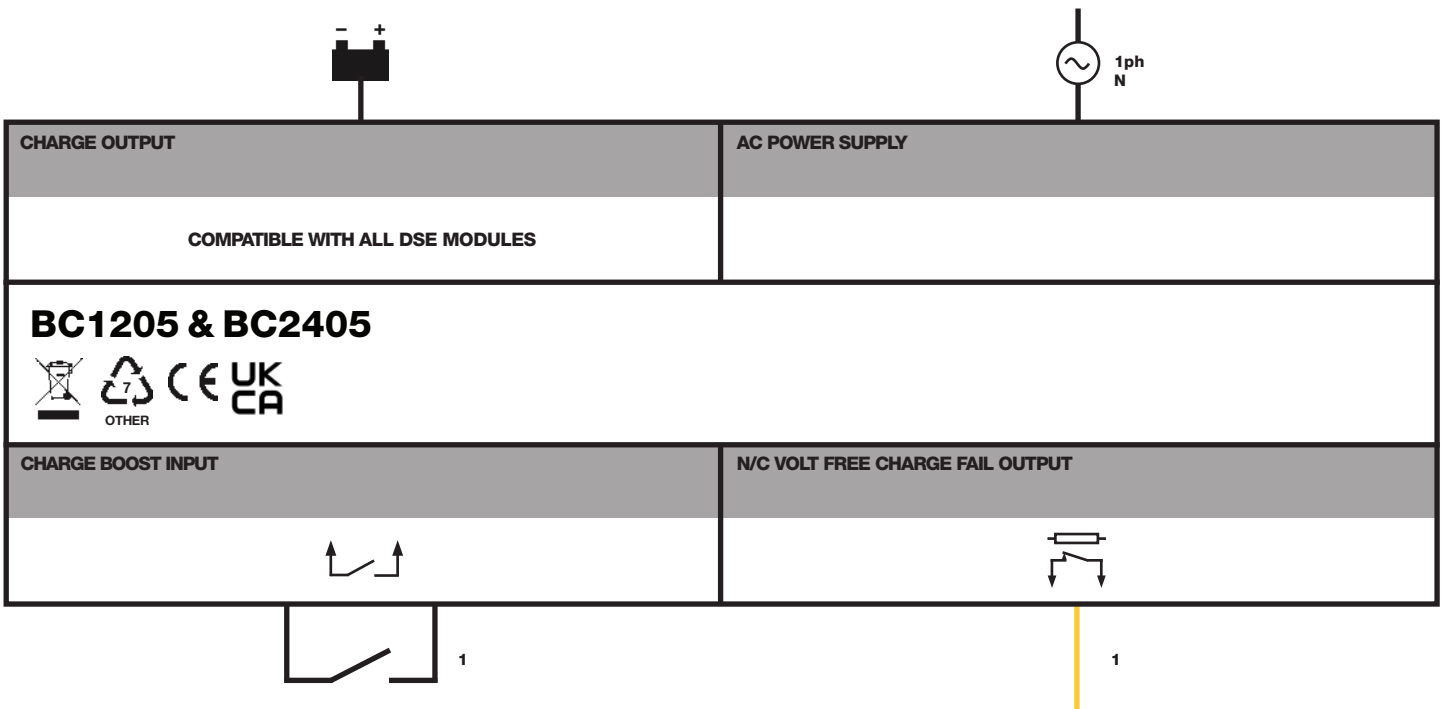 − +
1ph
N
CHARGE OUTPUT
AC POWER SUPPLY
COMPATIBLE WITH ALL DSE MODULES
BC1205 & BC2405
7
OTHER
CE
UK
CA
CHARGE BOOST INPUT
N/C VOLT FREE CHARGE FAIL OUTPUT
1
1